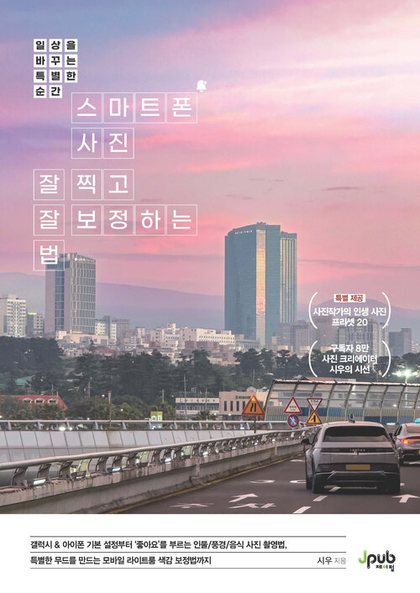 일상을
바꾸는
특별한
순간
스마트폰
사진
잘 찍고
잘 보정하는
법
특별 제공
사진작가의 인생 사진
프리셋 20
구독자 8만
사진 크리에이터
시우의 시선
갤럭시 & 아이폰 기본 설정부터 '좋아요'를 부르는 인물/풍경/음식 사진 촬영법,
특별한 무드를 만드는 모바일 라이트룸 색감 보정법까지
시우 지음
Jpub
제이펍